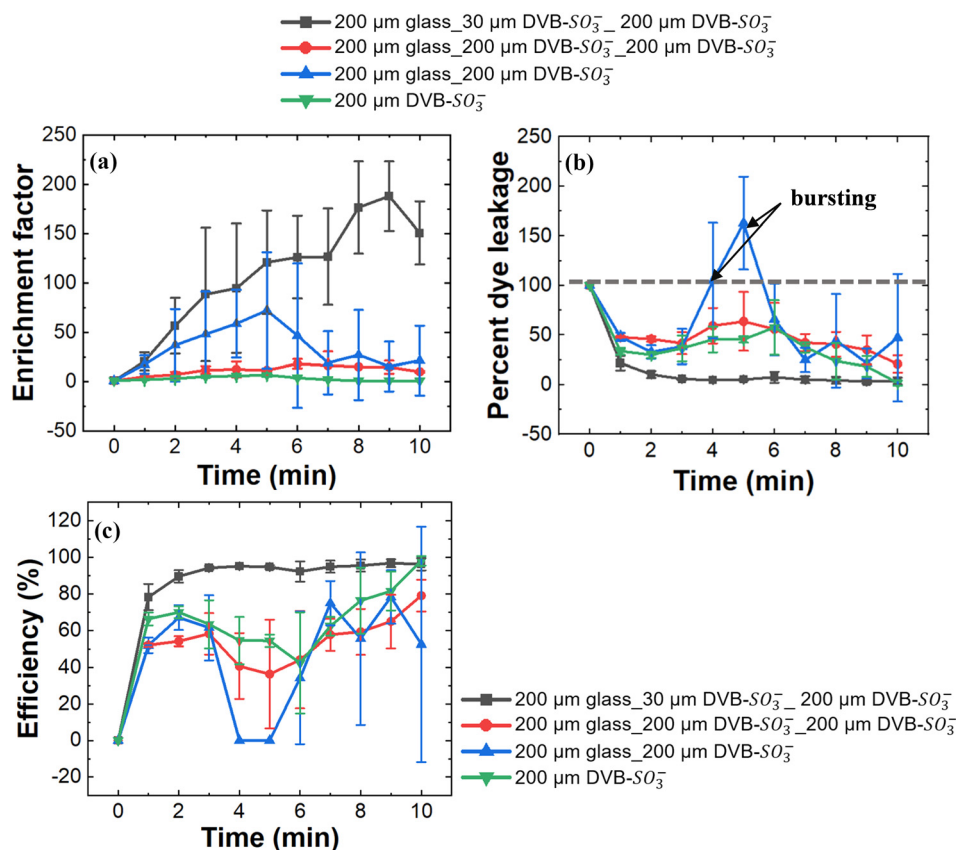 200 μm glass_30 μm DVB-SO₃⁻_ 200 μm DVB-SO₃⁻
200 μm glass_200 μm DVB-SO₃⁻_200 μm DVB-SO₃⁻
200 μm glass_200 μm DVB-SO₃⁻
200 μm DVB-SO₃⁻
(a)
Enrichment factor
250
200
150
100
50
0
-50
0 2 4 6 8 10
Time (min)
(b)
bursting
Percent dye leakage
250
200
150
100
50
0
-50
0 2 4 6 8 10
Time (min)
(c)
Efficiency (%)
120
100
80
60
40
20
0
-20
0 2 4 6 8 10
Time (min)
200 μm glass_30 μm DVB-SO₃⁻_ 200 μm DVB-SO₃⁻
200 μm glass_200 μm DVB-SO₃⁻_200 μm DVB-SO₃⁻
200 μm glass_200 μm DVB-SO₃⁻
200 μm DVB-SO₃⁻